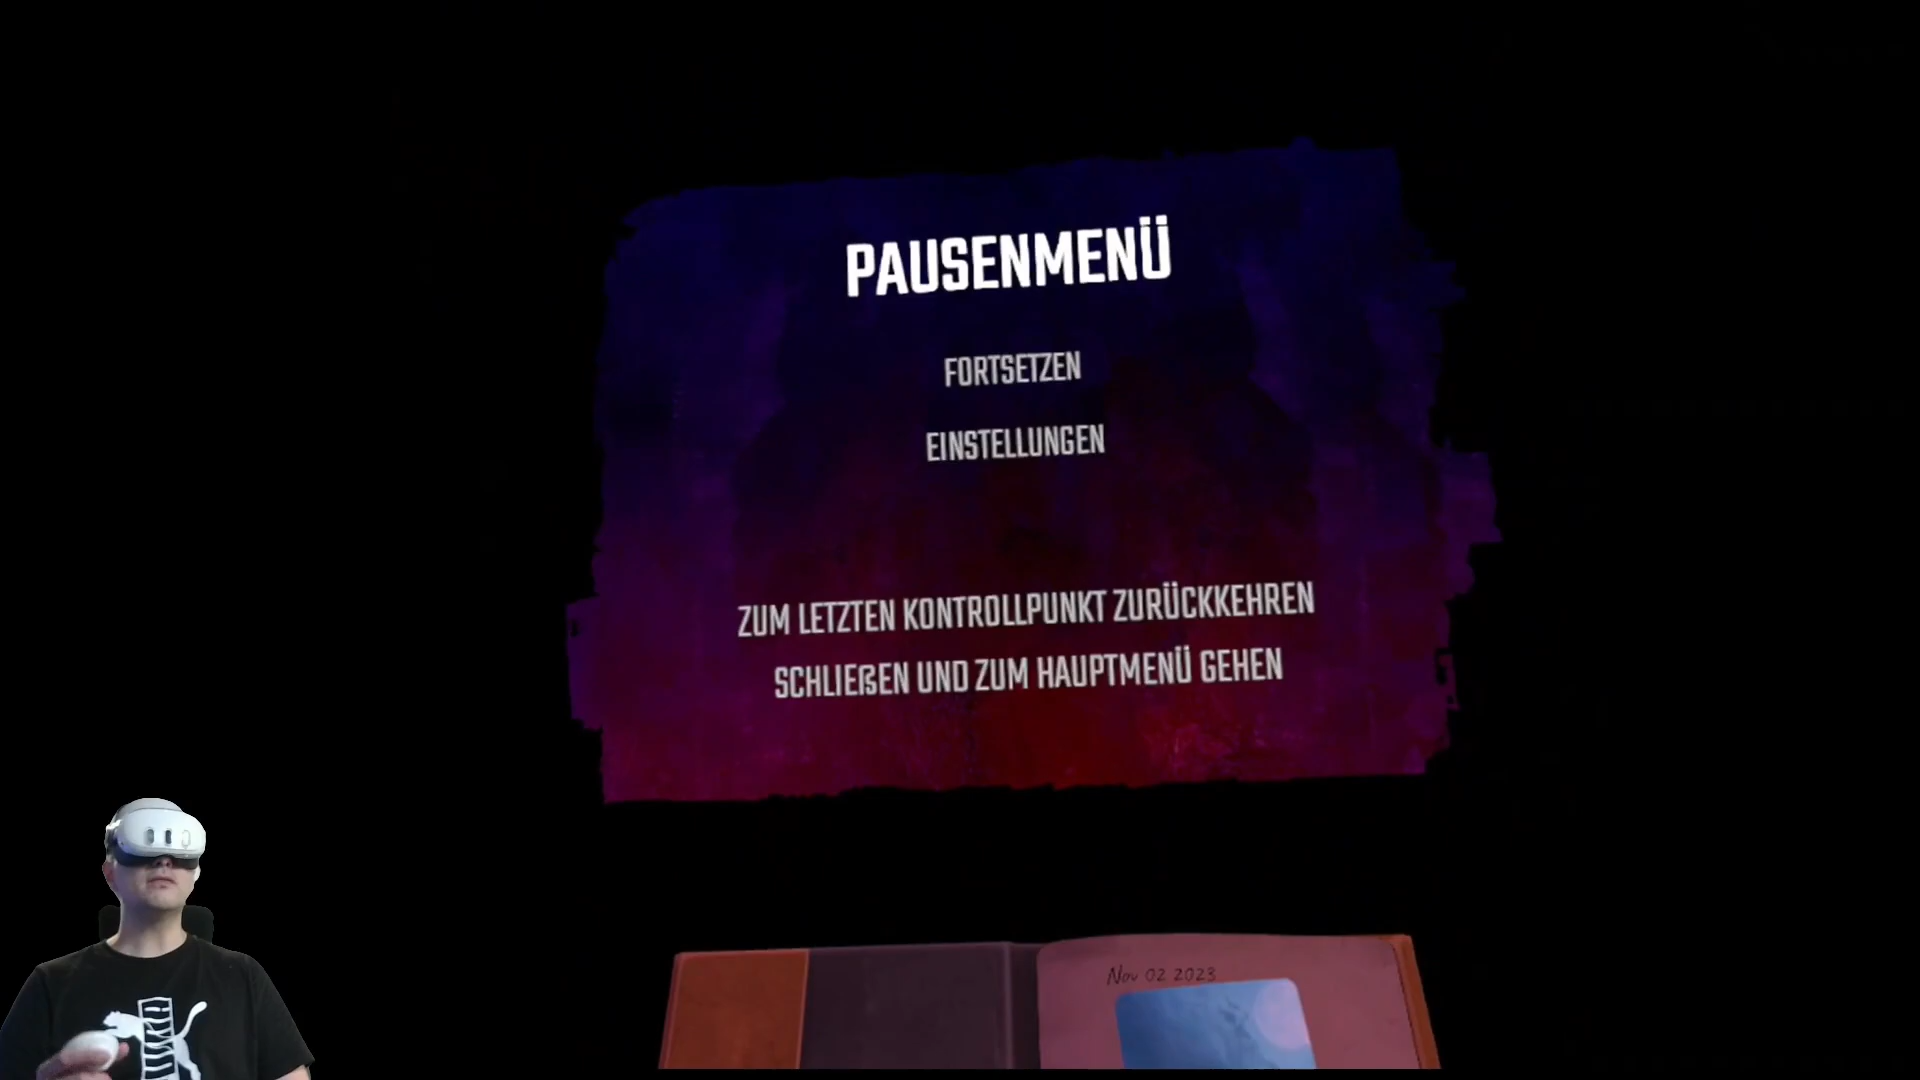 PAUSENMENÜ
FORTSETZEN
EINSTELLUNGEN
ZUM LETZTEN KONTROLLPUNKT ZURÜCKKEHREN
SCHLIEßEN UND ZUM HAUPTMENÜ GEHEN
Nov 02 2023